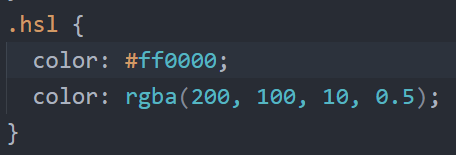 .hsl {
  color: #ff0000;
  color: rgba(200, 100, 10, 0.5);
}